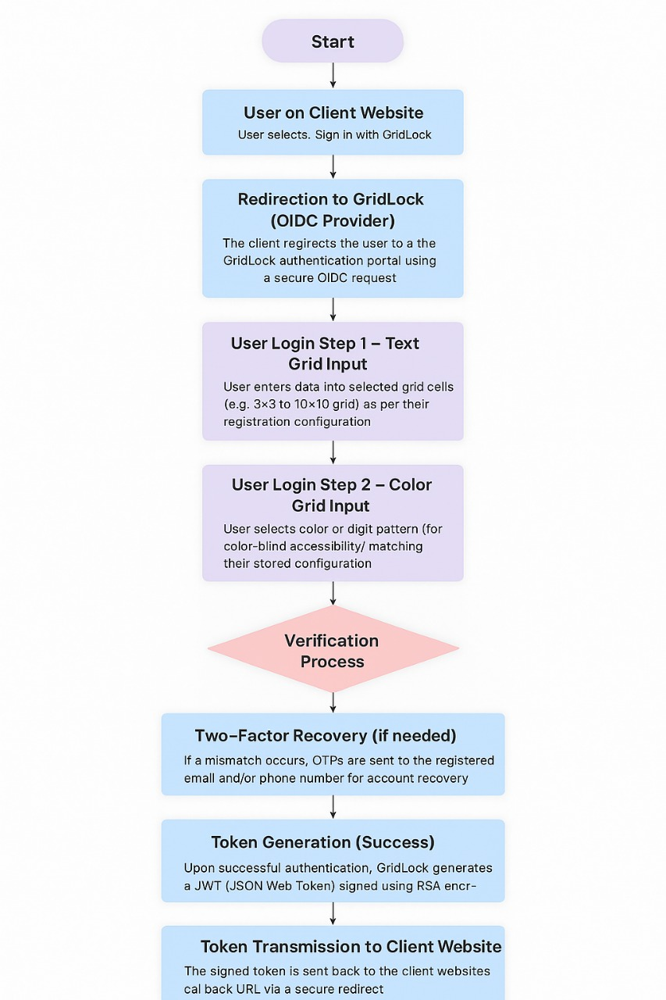 Start
User on Client Website
User selects. Sign in with GridLock
Redirection to GridLock
(OIDC Provider)
The client regirects the user to a the
GridLock authentication portal using
a secure OIDC request
User Login Step 1 – Text
Grid Input
User enters data into selected grid cells
(e.g. 3×3 to 10×10 grid) as per their
registration configuration
User Login Step 2 – Color
Grid Input
User selects color or digit pattern (for
color-blind accessibility/ matching
their stored configuration
Verification
Process
Two-Factor Recovery (if needed)
If a mismatch occurs, OTPs are sent to the registered
emall and/or phone number for account recovery
Token Generation (Success)
Upon successful authentication, GridLock generates
a JWT (JSON Web Token) signed using RSA encr-
Token Transmission to Client Website
The signed token is sent back to the client websites
cal back URL via a secure redirect